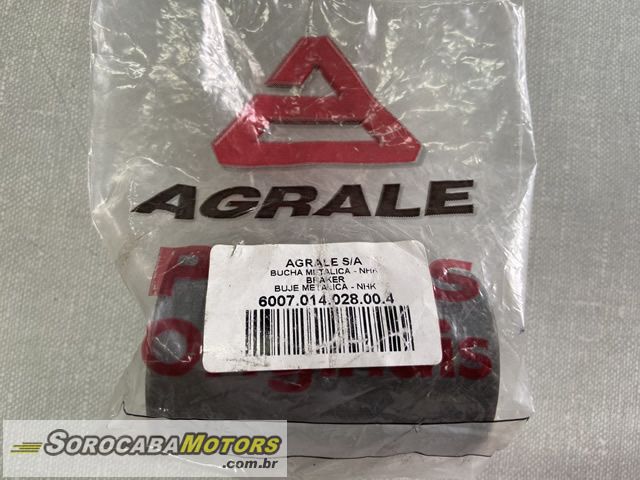 AGRALE
AGRALE S/A
BUCHA METALICA - NHK
BRAKER
BUJE METALICA - NHK
6007.014.028.00.4
SOROCABAMOTORS
.com.br